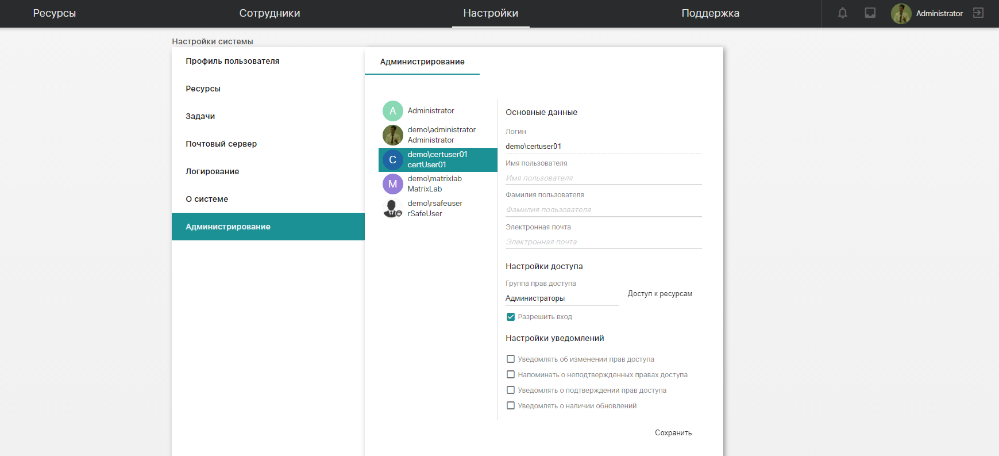 Ресурсы
Сотрудники
Настройки
Поддержка
Administrator
Настройки системы
Профиль пользователя
Ресурсы
Задачи
Почтовый сервер
Логирование
О системе
Администрирование
Администрирование
A
Administrator
demo\administrator
Administrator
C
demo\certuser01
certUser01
M
demo\matrixlab
MatrixLab
demo\rsafeuser
rSafeUser
Основные данные
Логин
demo\certuser01
Имя пользователя
Имя пользователя
Фамилия пользователя
Фамилия пользователя
Электронная почта
Электронная почта
Настройки доступа
Группа прав доступа
Администраторы
Доступ к ресурсам
Разрешить вход
Настройки уведомлений
Уведомлять об изменении прав доступа
Напоминать о неподтвержденных правах доступа
Уведомлять о подтверждении прав доступа
Уведомлять о наличии обновлений
Сохранить